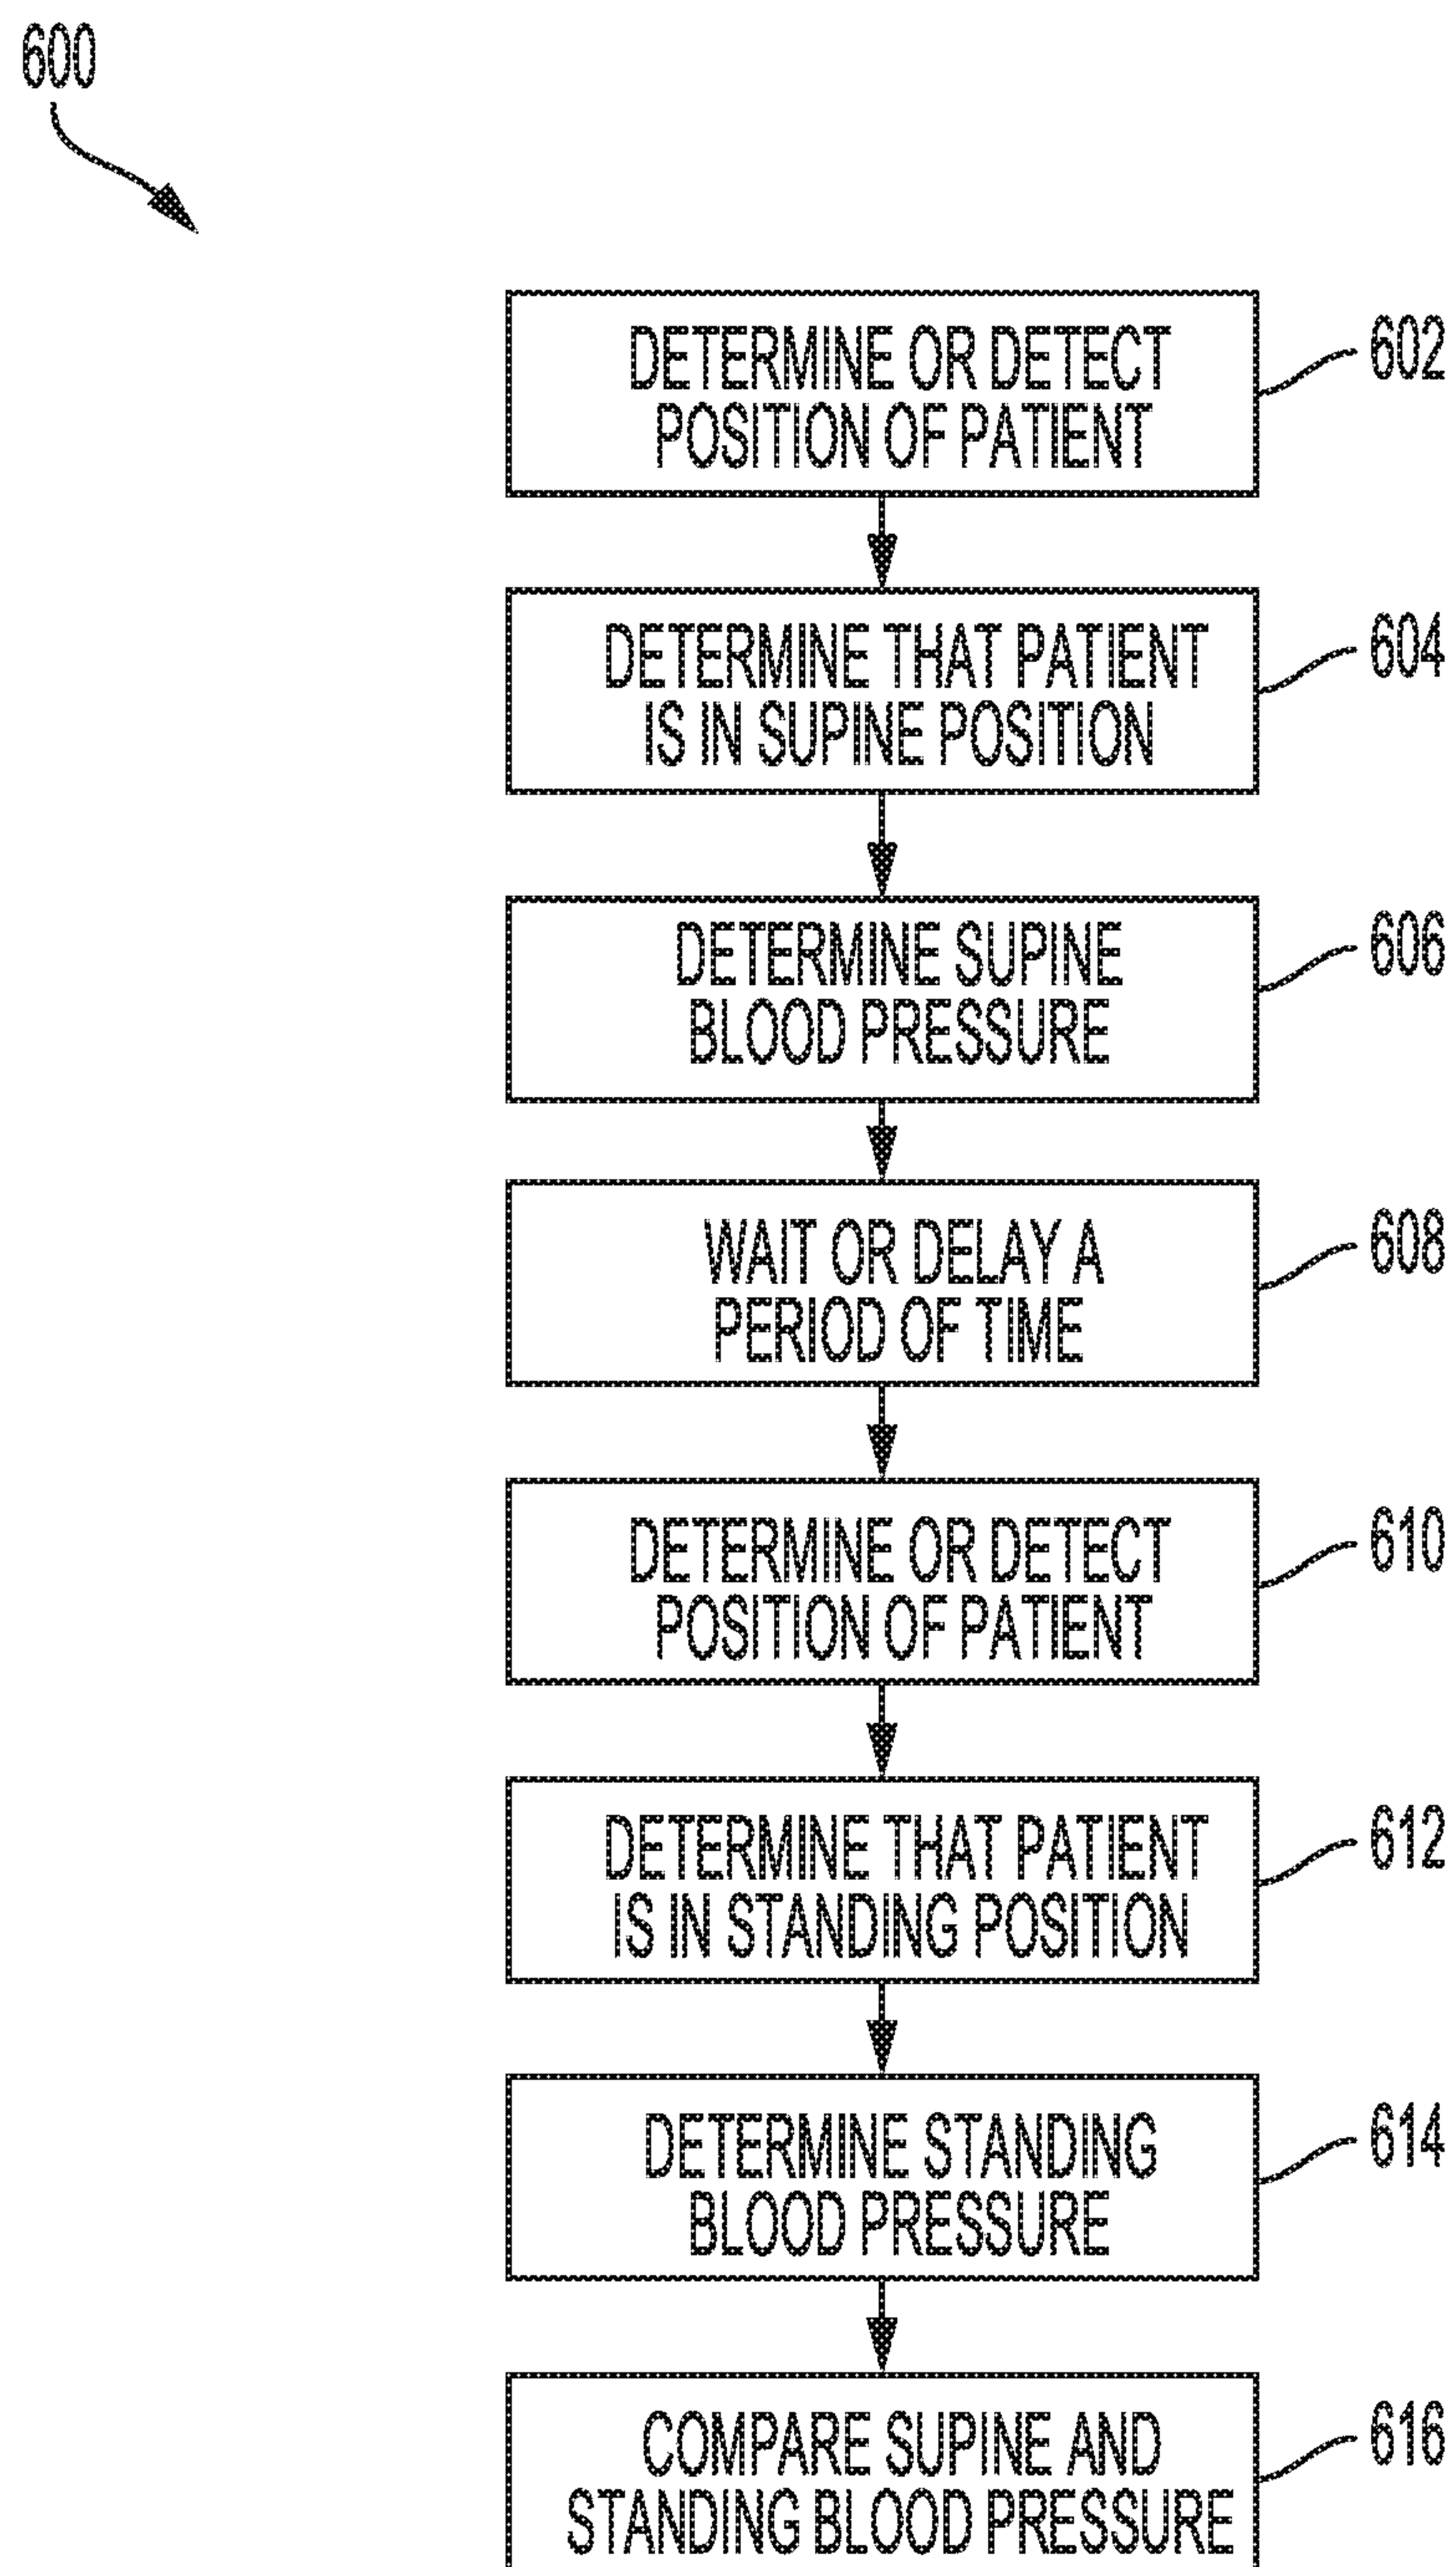 600
DETERMINE OR DETECT
POSITION OF PATIENT
602
DETERMINE THAT PATIENT
IS IN SUPINE POSITION
604
DETERMINE SUPINE
BLOOD PRESSURE
606
WAIT OR DELAY A
PERIOD OF TIME
608
DETERMINE OR DETECT
POSITION OF PATIENT
610
DETERMINE THAT PATIENT
IS IN STANDING POSITION
612
DETERMINE STANDING
BLOOD PRESSURE
614
COMPARE SUPINE AND
STANDING BLOOD PRESSURE
616